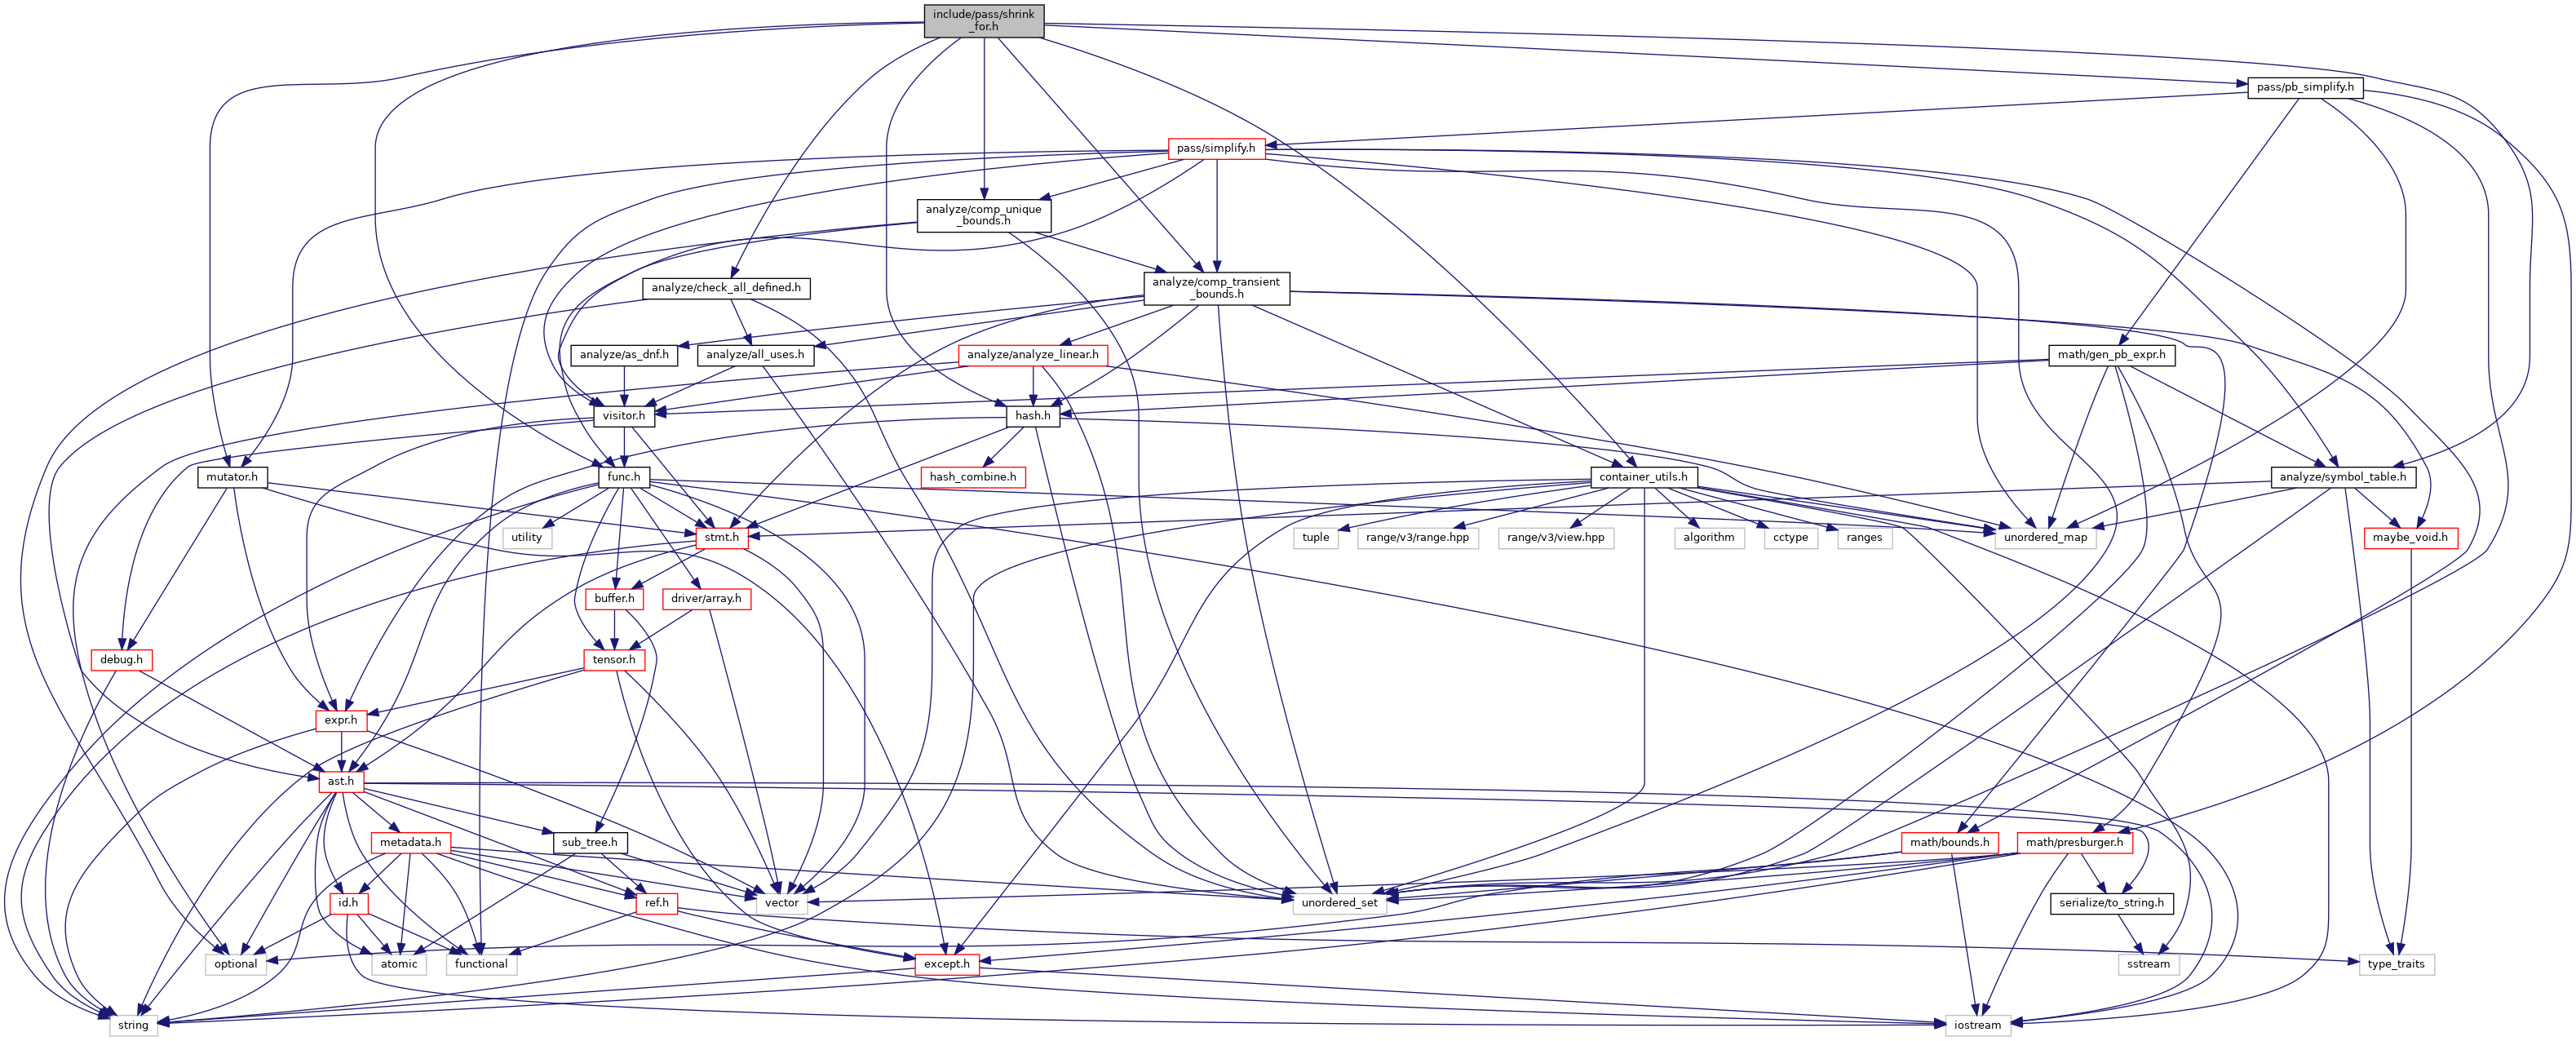 include/pass/shrink
_for.h
pass/pb_simplify.h
pass/simplify.h
analyze/comp_unique
_bounds.h
analyze/check_all_defined.h
analyze/comp_transient
_bounds.h
analyze/as_dnf.h
analyze/all_uses.h
analyze/analyze_linear.h
math/gen_pb_expr.h
visitor.h
hash.h
mutator.h
func.h
hash_combine.h
container_utils.h
analyze/symbol_table.h
utility
stmt.h
tuple
range/v3/range.hpp
range/v3/view.hpp
algorithm
cctype
ranges
unordered_map
maybe_void.h
buffer.h
driver/array.h
debug.h
tensor.h
expr.h
ast.h
metadata.h
sub_tree.h
math/bounds.h
math/presburger.h
id.h
ref.h
vector
unordered_set
serialize/to_string.h
optional
atomic
functional
except.h
sstream
type_traits
string
iostream